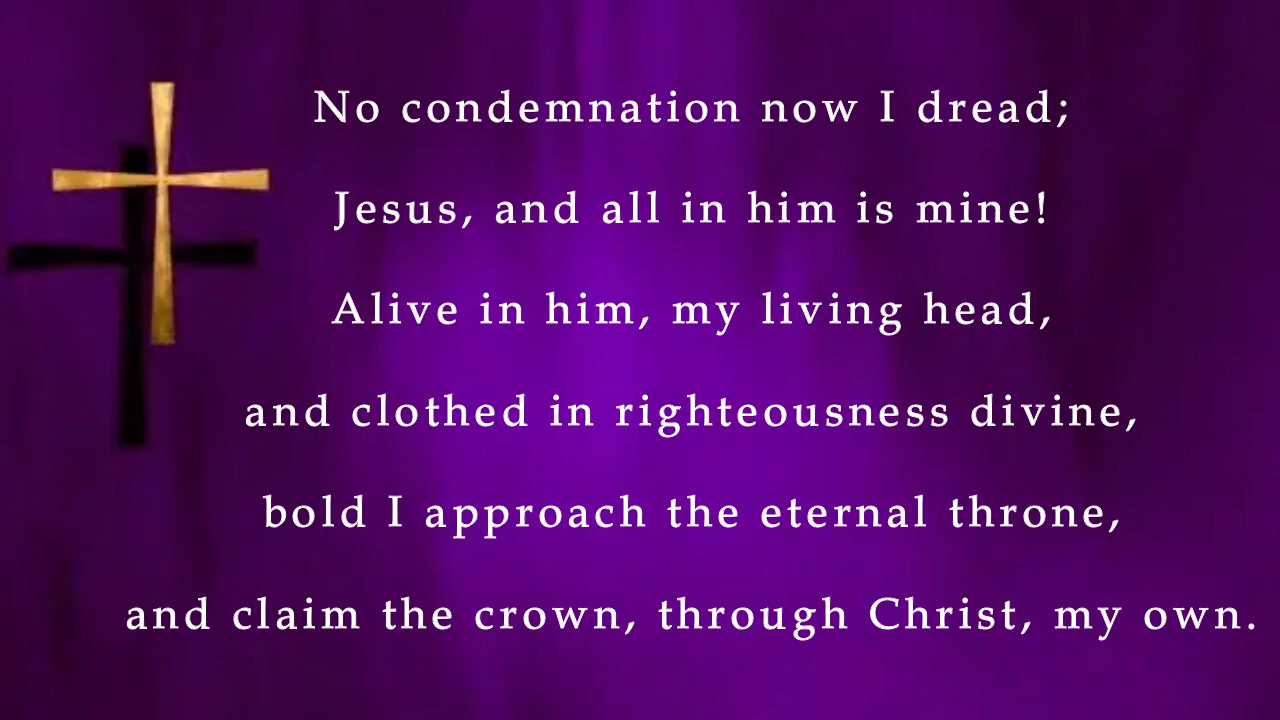 No condemnation now I dread;
Jesus, and all in him is mine!
Alive in him, my living head,
and clothed in righteousness divine,
bold I approach the eternal throne,
and claim the crown, through Christ, my own.